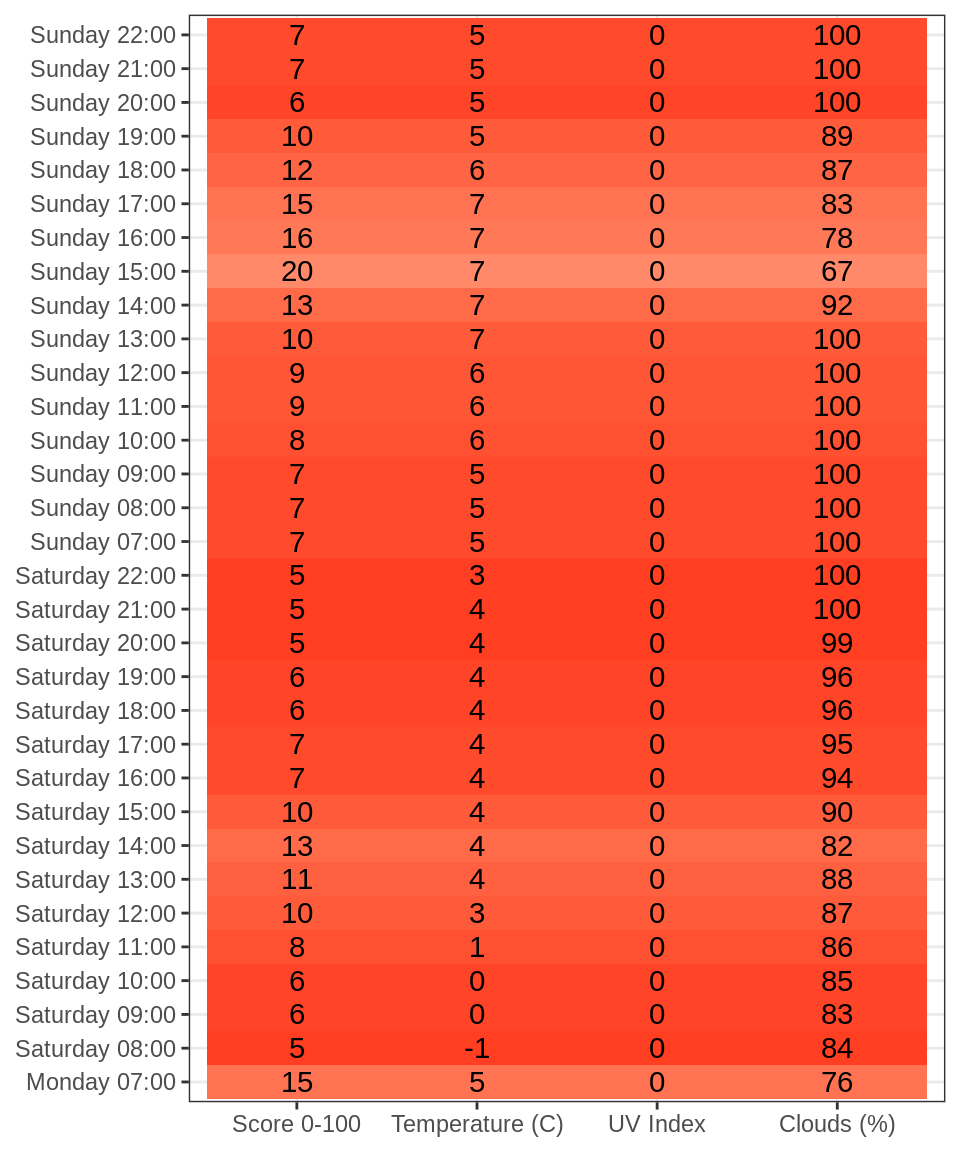 Sunday 22:00 7 5 0 100
Sunday 21:00 7 5 0 100
Sunday 20:00 6 5 0 100
Sunday 19:00 10 5 0 89
Sunday 18:00 12 6 0 87
Sunday 17:00 15 7 0 83
Sunday 16:00 16 7 0 78
Sunday 15:00 20 7 0 67
Sunday 14:00 13 7 0 92
Sunday 13:00 10 7 0 100
Sunday 12:00 9 6 0 100
Sunday 11:00 9 6 0 100
Sunday 10:00 8 6 0 100
Sunday 09:00 7 5 0 100
Sunday 08:00 7 5 0 100
Sunday 07:00 7 5 0 100
Saturday 22:00 5 3 0 100
Saturday 21:00 5 4 0 100
Saturday 20:00 5 4 0 99
Saturday 19:00 6 4 0 96
Saturday 18:00 6 4 0 96
Saturday 17:00 7 4 0 95
Saturday 16:00 7 4 0 94
Saturday 15:00 10 4 0 90
Saturday 14:00 13 4 0 82
Saturday 13:00 11 4 0 88
Saturday 12:00 10 3 0 87
Saturday 11:00 8 1 0 86
Saturday 10:00 6 0 0 85
Saturday 09:00 6 0 0 83
Saturday 08:00 5 -1 0 84
Monday 07:00 15 5 0 76
Score 0-100 Temperature (C) UV Index Clouds (%)